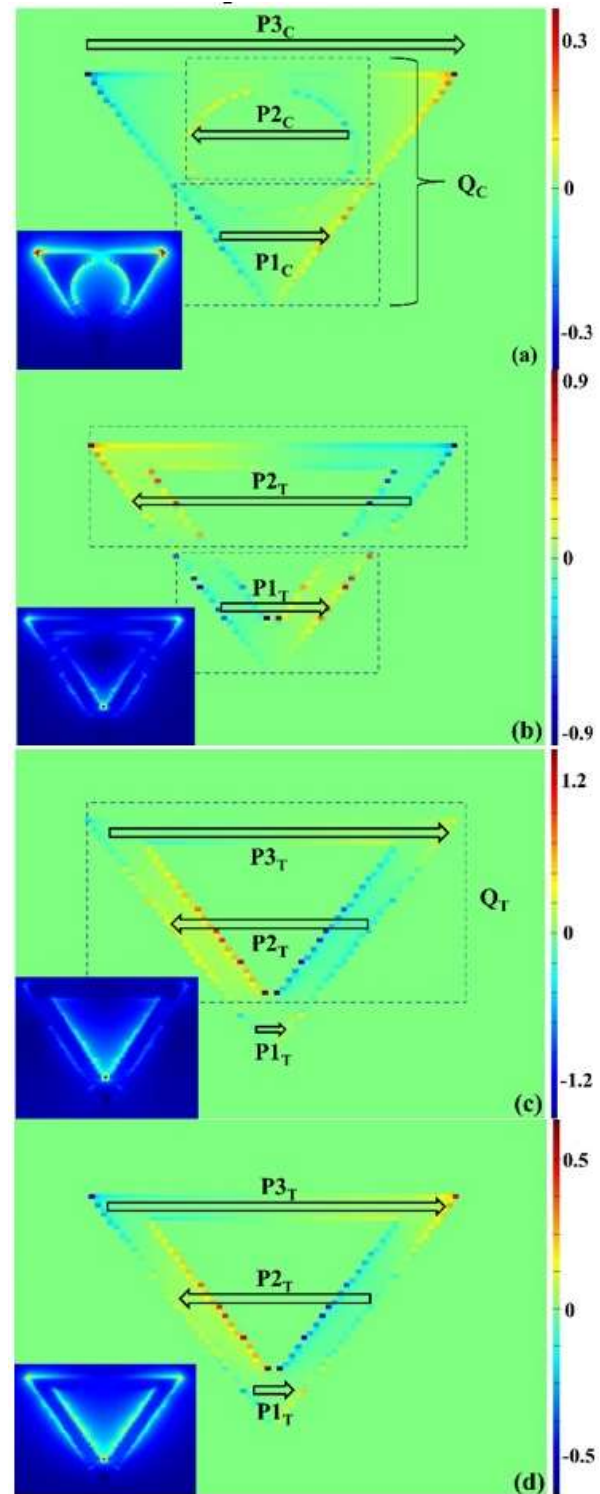 P3C
0.3
P2C
QC
0
P1C
-0.3
(a)
0.9
P2T
0
P1T
-0.9
(b)
1.2
P3T
QT
P2T
0
P1T
-1.2
(c)
0.5
P3T
P2T
0
P1T
-0.5
(d)